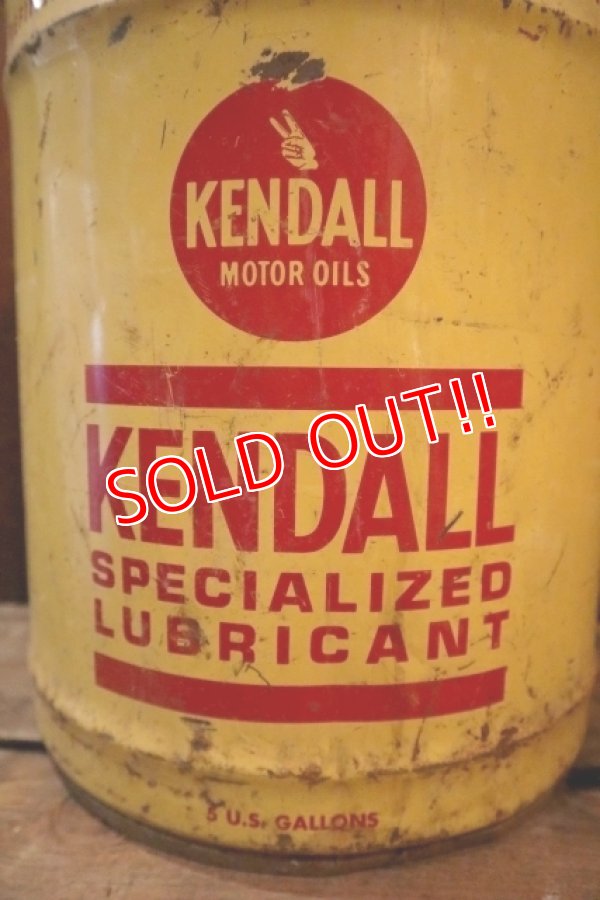 KENDALL
MOTOR OILS
KENDALL
SOLD OUT!!
SPECIALIZED
LUBRICANT
5 U.S. GALLONS